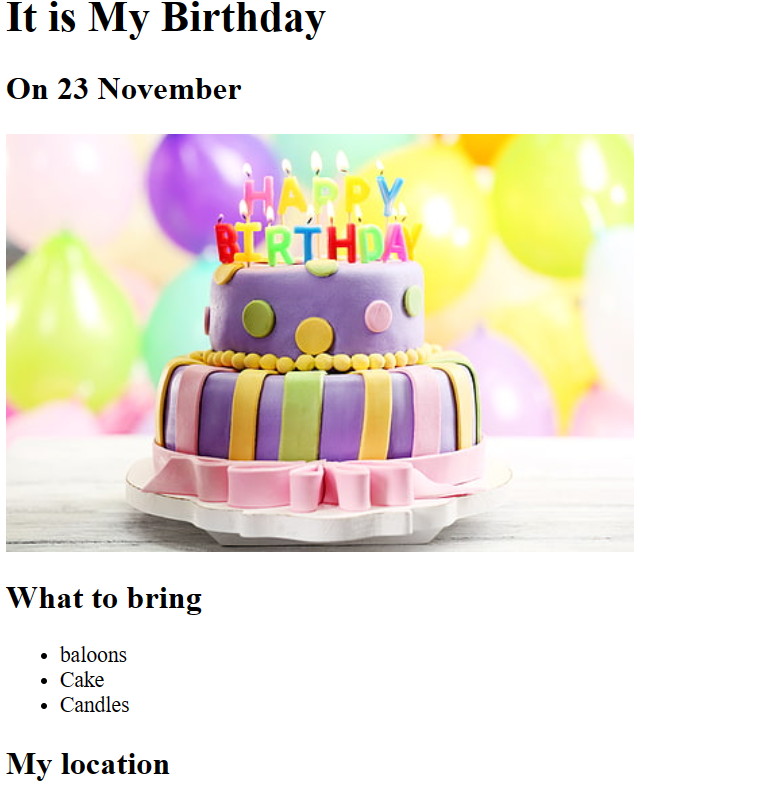 It is My Birthday
On 23 November
HAPPY
BIRTHDAY
What to bring
baloons
Cake
Candles
My location